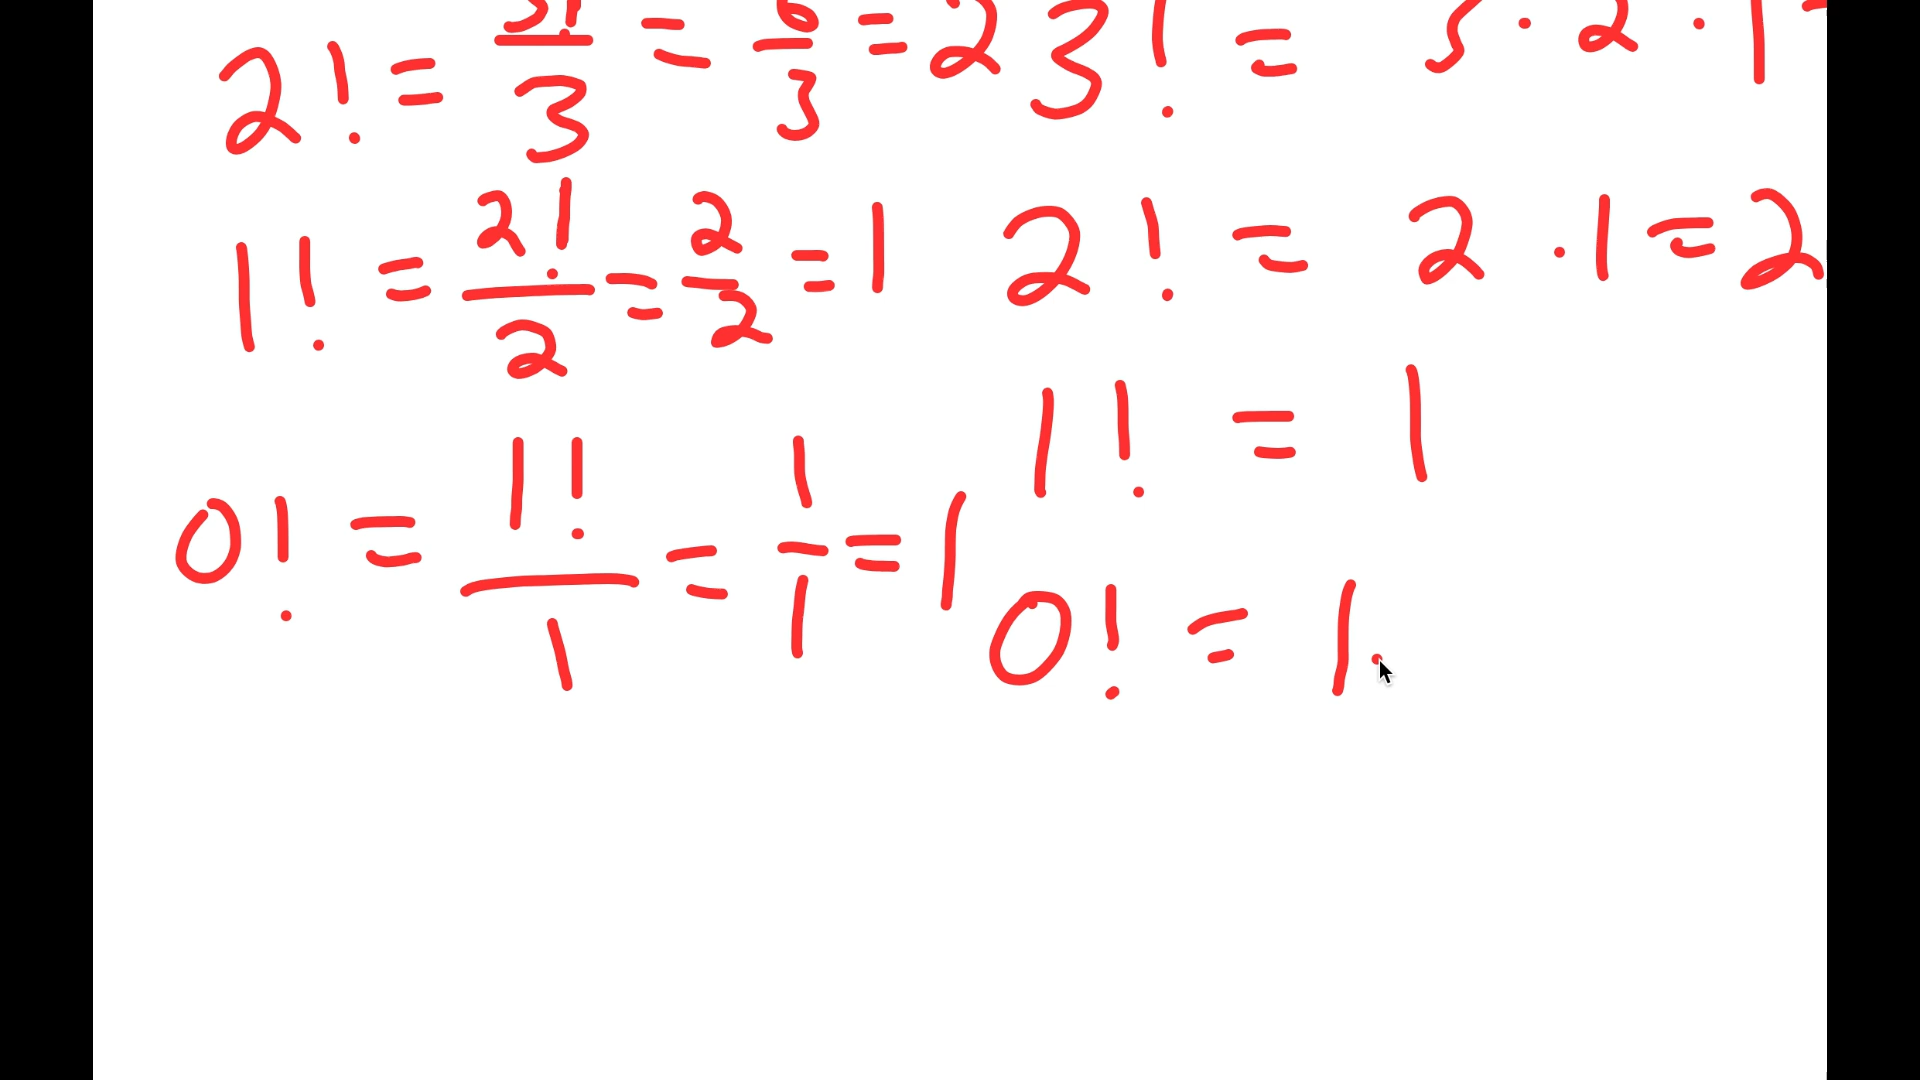 2! = 3!/3 = 6/3 = 2
3! = 3 · 2 · 1 =
1! = 2!/2 = 2/2 = 1
2! = 2 · 1 = 2
1! = 1
0! = 1!/1 = 1/1 = 1
0! = 1.